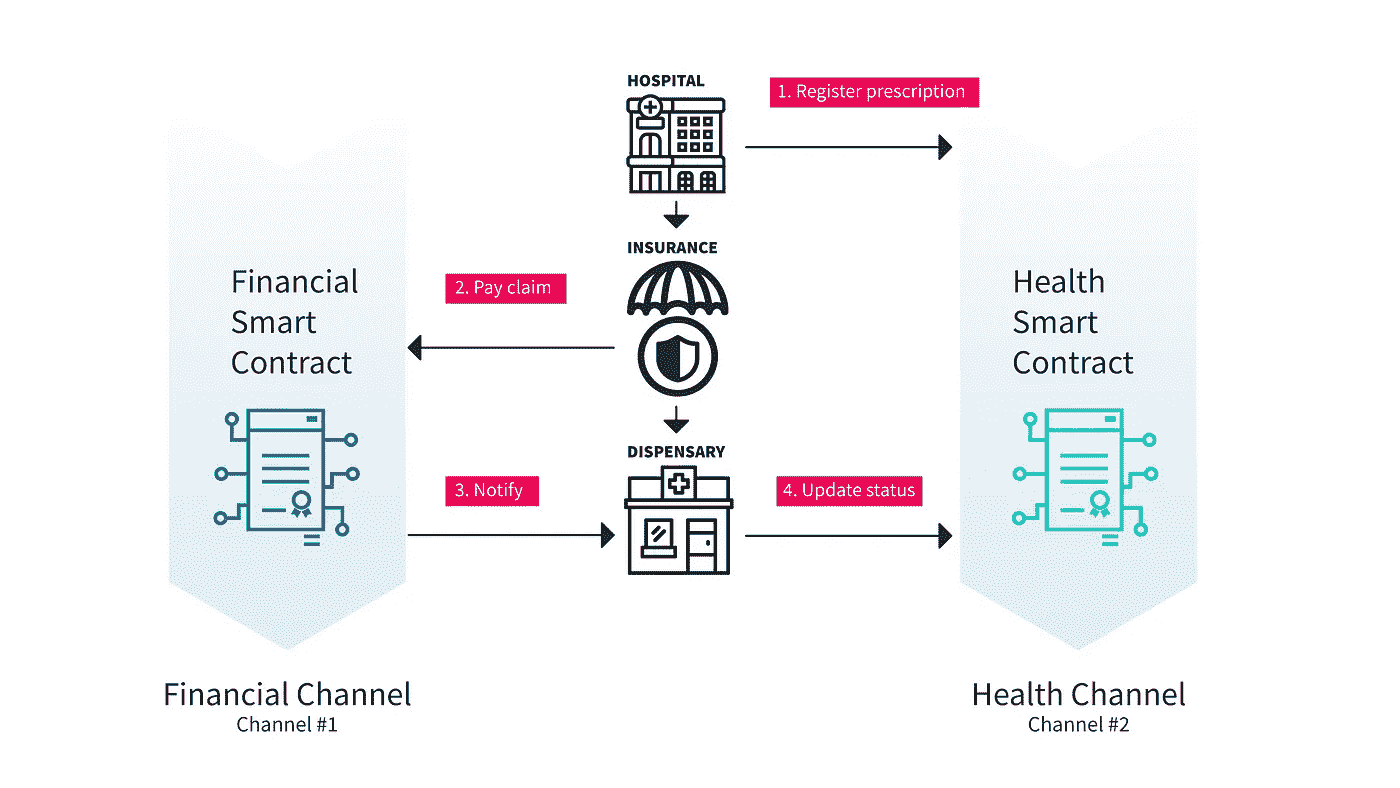 HOSPITAL
1. Register prescription
INSURANCE
Financial
Smart
Contract
2. Pay claim
Health
Smart
Contract
DISPENSARY
3. Notify
4. Update status
Financial Channel
Channel #1
Health Channel
Channel #2